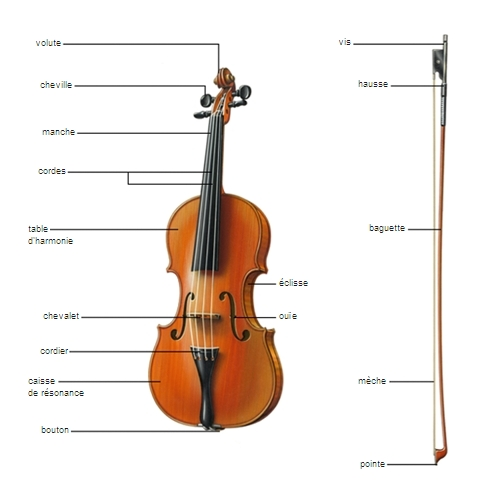 volute
cheville
manche
cordes
table
d'harmonie
chevalet
cordier
caisse
de résonance
bouton
éclisse
ouïe
vis
hausse
baguette
mèche
pointe